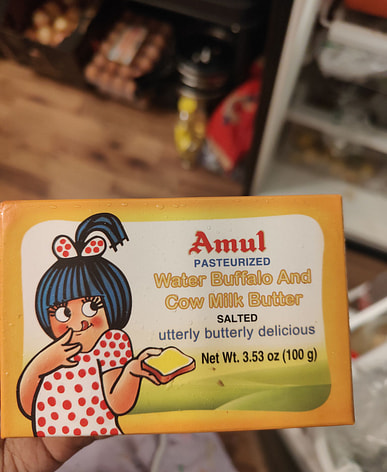 Amul
PASTEURIZED
Water Buffalo And
Cow Milk Butter
SALTED
utterly butterly delicious
Net Wt. 3.53 oz (100 g)